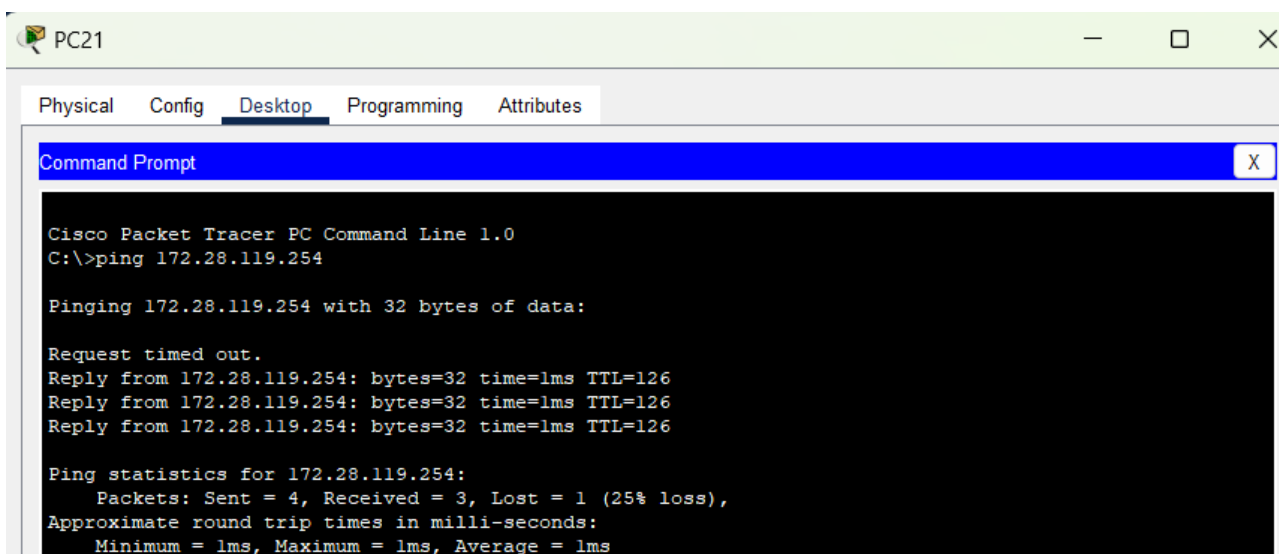 PC21
Physical Config Desktop Programming Attributes
Command Prompt X
Cisco Packet Tracer PC Command Line 1.0
C:\>ping 172.28.119.254
Pinging 172.28.119.254 with 32 bytes of data:
Request timed out.
Reply from 172.28.119.254: bytes=32 time=1ms TTL=126
Reply from 172.28.119.254: bytes=32 time=1ms TTL=126
Reply from 172.28.119.254: bytes=32 time=1ms TTL=126
Ping statistics for 172.28.119.254:
Packets: Sent = 4, Received = 3, Lost = 1 (25% loss),
Approximate round trip times in milli-seconds:
Minimum = 1ms, Maximum = 1ms, Average = 1ms